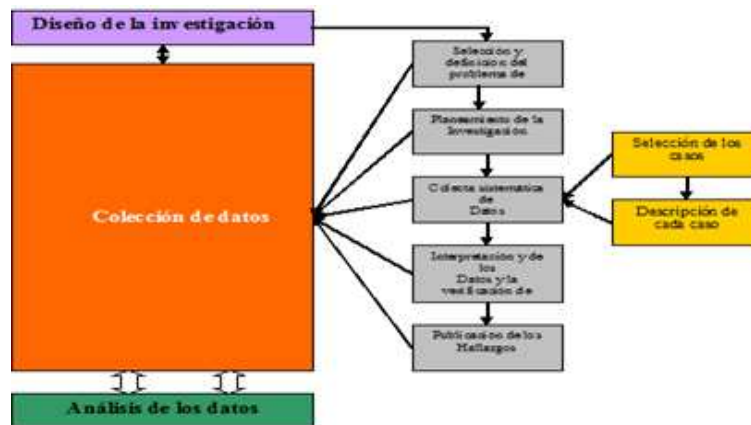 Diseño de la investigación
Selección y
definicion del
problema de
Planeamiento de la
Investigación
Selección de los
casos
Colecta sistemática
de
Datos
Colección de datos
Descripción de
cada caso
Interpretación y de
los
Datos y la
verificación de
Publicacion de los
Hallazgos
Análisis de los datos